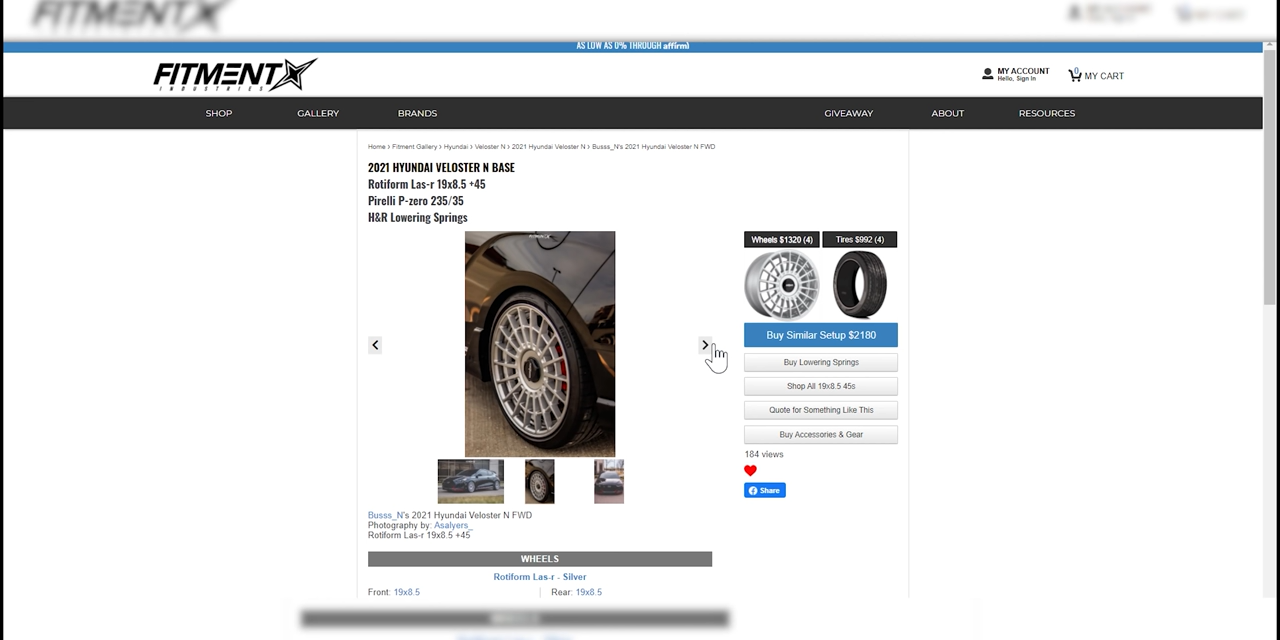 FITMENTX
AS LOW AS 0% THROUGH affirm)
FITMENTX
INDUSTRIES
MY ACCOUNT
Hello, Sign In
0
MY CART
SHOP
GALLERY
BRANDS
GIVEAWAY
ABOUT
RESOURCES
Home › Fitment Gallery › Hyundai › Veloster N › 2021 Hyundai Veloster N › Busss_N's 2021 Hyundai Veloster N FWD
2021 HYUNDAI VELOSTER N BASE
Rotiform Las-r 19x8.5 +45
Pirelli P-zero 235/35
H&R Lowering Springs
Wheels $1320 (4)
Tires $992 (4)
Buy Similar Setup $2180
Buy Lowering Springs
Shop All 19x8.5 45s
Quote for Something Like This
Buy Accessories & Gear
184 views
Share
Busss_N's 2021 Hyundai Veloster N FWD
Photography by: Asalyers_
Rotiform Las-r 19x8.5 +45
WHEELS
Rotiform Las-r - Silver
Front: 19x8.5
Rear: 19x8.5